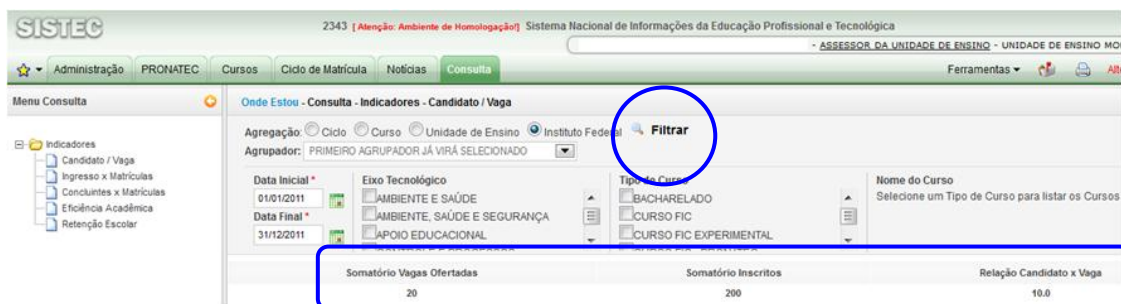 SISTEC
2343 [ Atenção: Ambiente de Homologação!] Sistema Nacional de Informações da Educação Profissional e Tecnológica
- ASSESSOR DA UNIDADE DE ENSINO - UNIDADE DE ENSINO
Administração PRONATEC Cursos Ciclo de Matrícula Notícias Consulta Ferramentas
Menu Consulta
Indicadores
Candidato / Vaga
Ingresso x Matrículas
Concluintes x Matrículas
Eficiência Acadêmica
Retenção Escolar
Onde Estou - Consulta - Indicadores - Candidato / Vaga
Agregação: Ciclo Curso Unidade de Ensino Instituto Federal Filtrar
Agrupador: PRIMEIRO AGRUPADOR JÁ VIRÁ SELECIONADO
Data Inicial *
01/01/2011
Data Final *
31/12/2011
Eixo Tecnológico
AMBIENTE E SAÚDE
AMBIENTE, SAÚDE E SEGURANÇA
APOIO EDUCACIONAL
Tipo de Curso
BACHARELADO
CURSO FIC
CURSO FIC EXPERIMENTAL
Nome do Curso
Selecione um Tipo de Curso para listar os Cursos
Somatório Vagas Ofertadas Somatório Inscritos Relação Candidato x Vaga
20 200 10.0